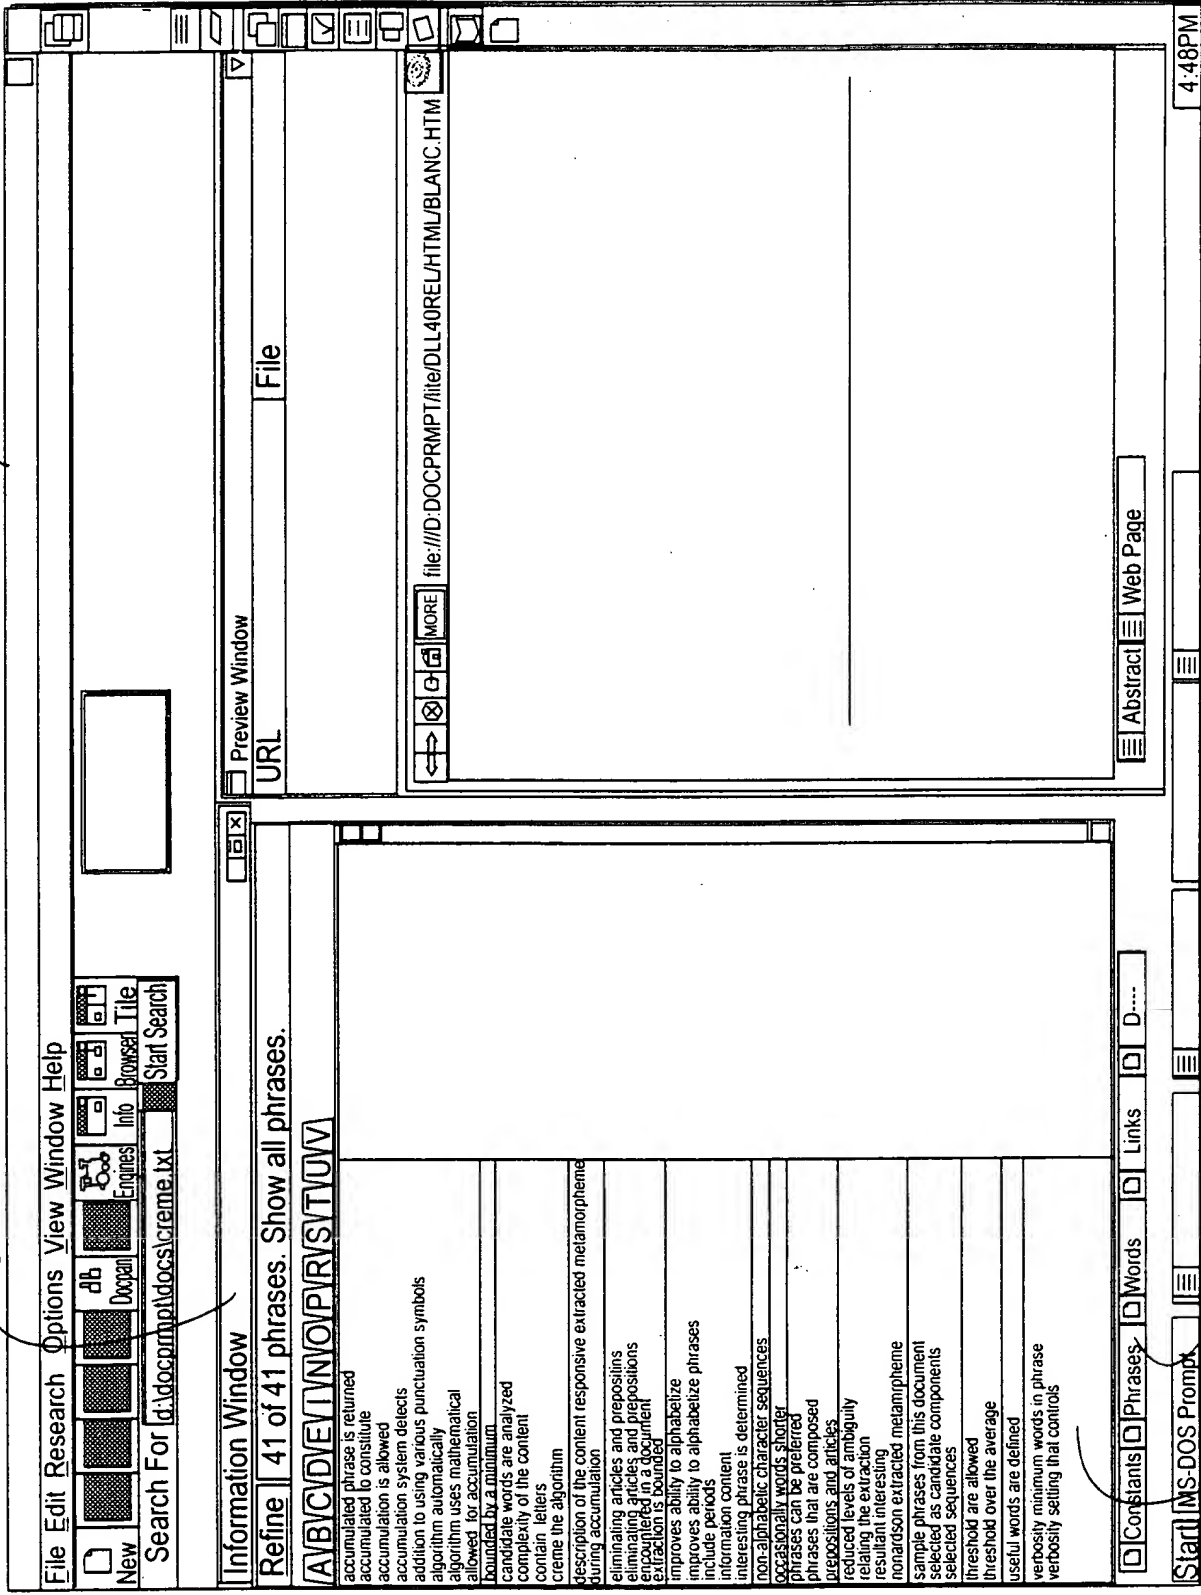 File Edit Research Options View Window Help
New Docpan Engines Info Browser Tile
Search For d:\docprmpt\docs\creme.txt Start Search
Information Window
Refine 41 of 41 phrases. Show all phrases.
A\/B\/C\/D\/E\/I\/N\/O\/P\/R\/S\/T\/U\/V\
accumulated phrase is returned
accumulated to constitute
accumulation is allowed
accumulation system detects
addition to using various punctuation symbols
algorithm automatically
algorithm uses mathematical
allowed for accumulation
bounded by a minimum
candidate words are analyzed
complexity of the content
contain letters
creme the algorithm
description of the content responsive extracted metamorpheme
during accumulation
eliminating articles and prepositins
eliminating articles and prepositions
encountered in a document
extraction is bounded
improves ability to alphabetize
improves ability to alphabetize phrases
include periods
information content
interesting phrase is determined
non-alphabetic character sequences
occasionally words shorter
phrases can be preferred
phrases that are composed
prepositions and articles
reduced levels of ambiguity
relating the extraction
resultant interesting
nonardson extracted metamrpheme
sample phrases from this document
selected as candidate components
selected sequences
threshold are allowed
threshold over the average
useful words are defined
verbosity minimum words in phrase
verbosity setting that controls
Constants Phrases Words Links D----
Preview Window
URL File
MORE file:///D:DOCPRMPT/lite/DLL40REL/HTML/BLANC.HTM
Abstract Web Page
Start MS-DOS Prompt 4:48PM